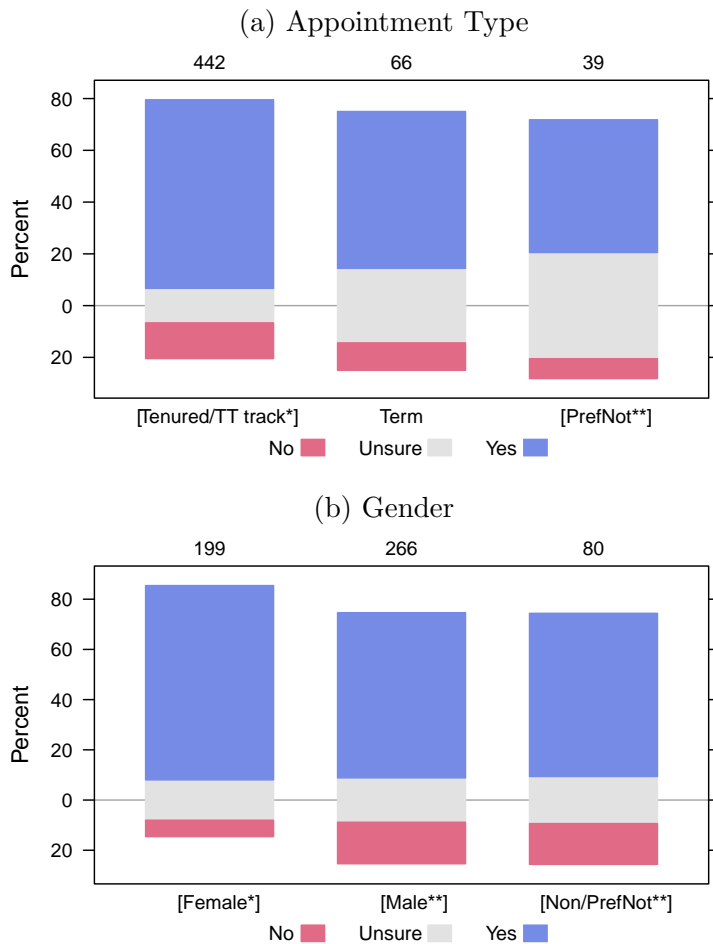 (a) Appointment Type
442 66 39
80
60
40
20
0
20
Percent
[Tenured/TT track*] Term [PrefNot**]
No Unsure Yes
(b) Gender
199 266 80
80
60
40
20
0
20
Percent
[Female*] [Male**] [Non/PrefNot**]
No Unsure Yes